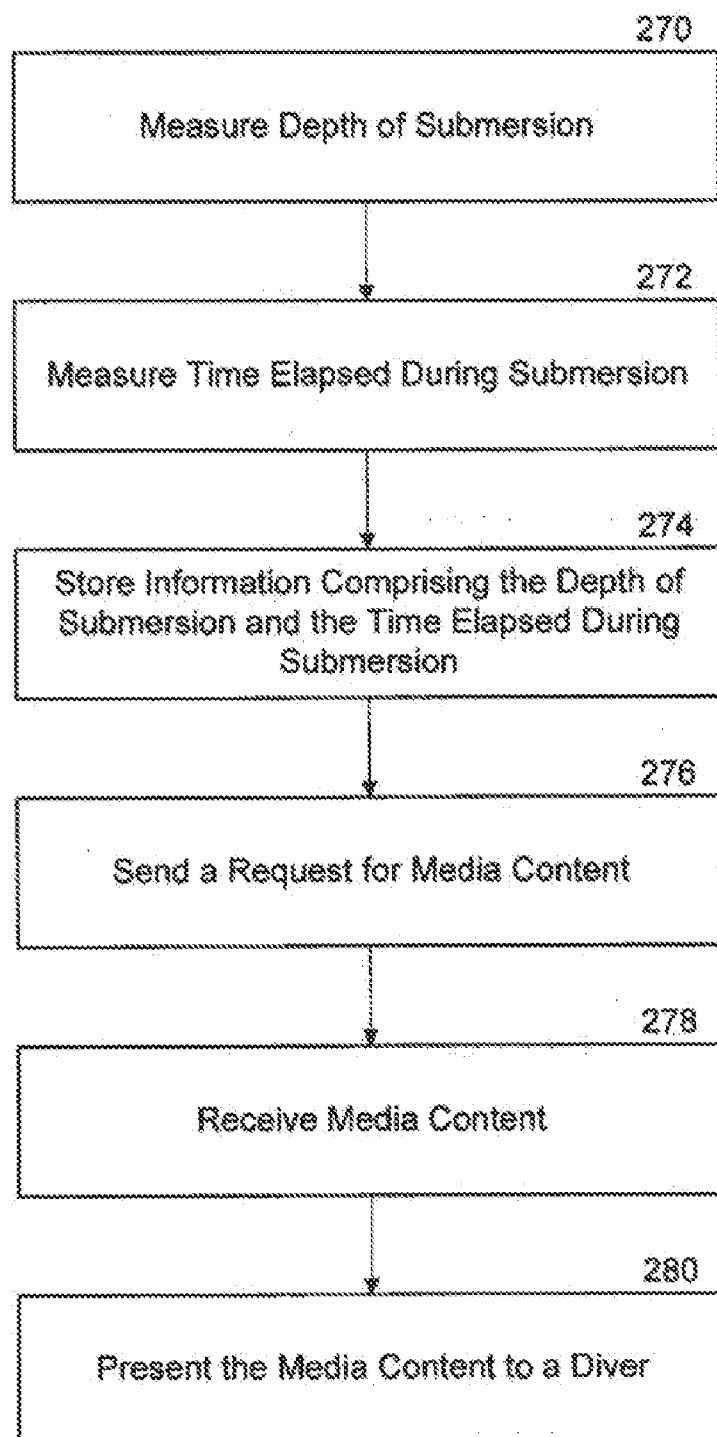 270
Measure Depth of Submersion
272
Measure Time Elapsed During Submersion
274
Store Information Comprising the Depth of
Submersion and the Time Elapsed During
Submersion
276
Send a Request for Media Content
278
Receive Media Content
280
Present the Media Content to a Diver